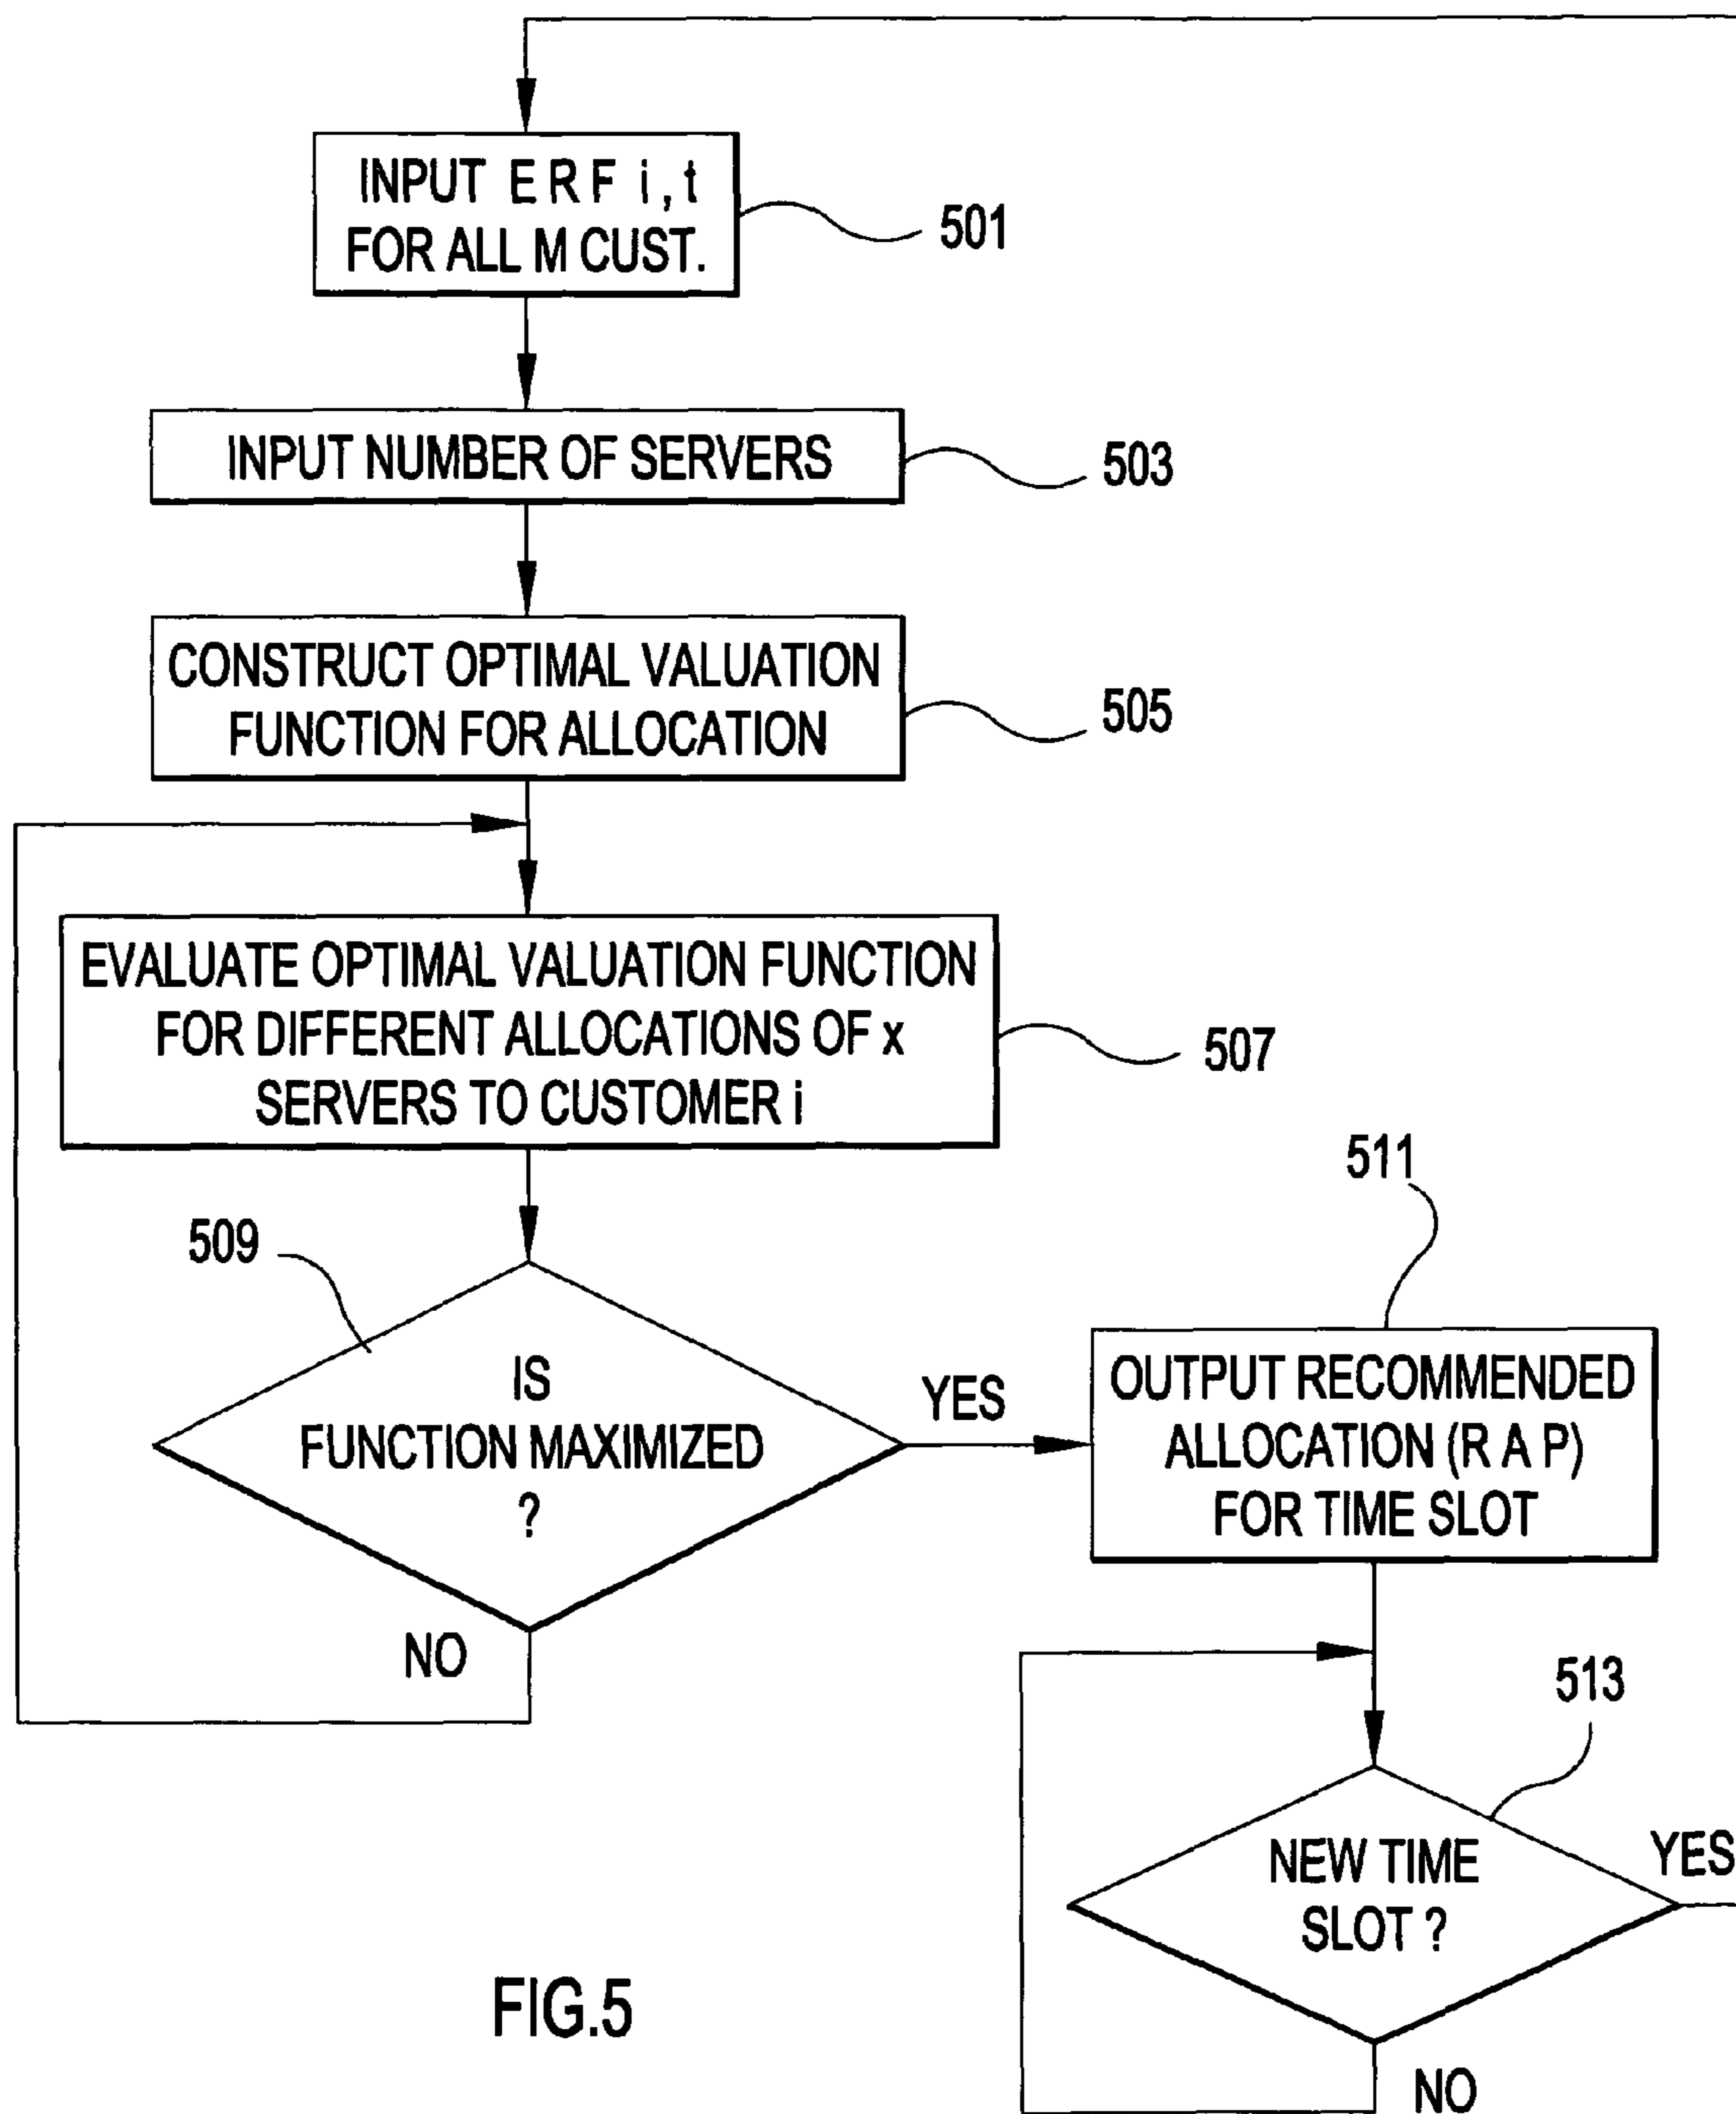 INPUT E R F i, t
FOR ALL M CUST.
501
INPUT NUMBER OF SERVERS
503
CONSTRUCT OPTIMAL VALUATION
FUNCTION FOR ALLOCATION
505
EVALUATE OPTIMAL VALUATION FUNCTION
FOR DIFFERENT ALLOCATIONS OF x
SERVERS TO CUSTOMER i
507
509
IS
FUNCTION MAXIMIZED
?
YES
NO
511
OUTPUT RECOMMENDED
ALLOCATION (R A P)
FOR TIME SLOT
513
NEW TIME
SLOT ?
YES
NO
FIG.5